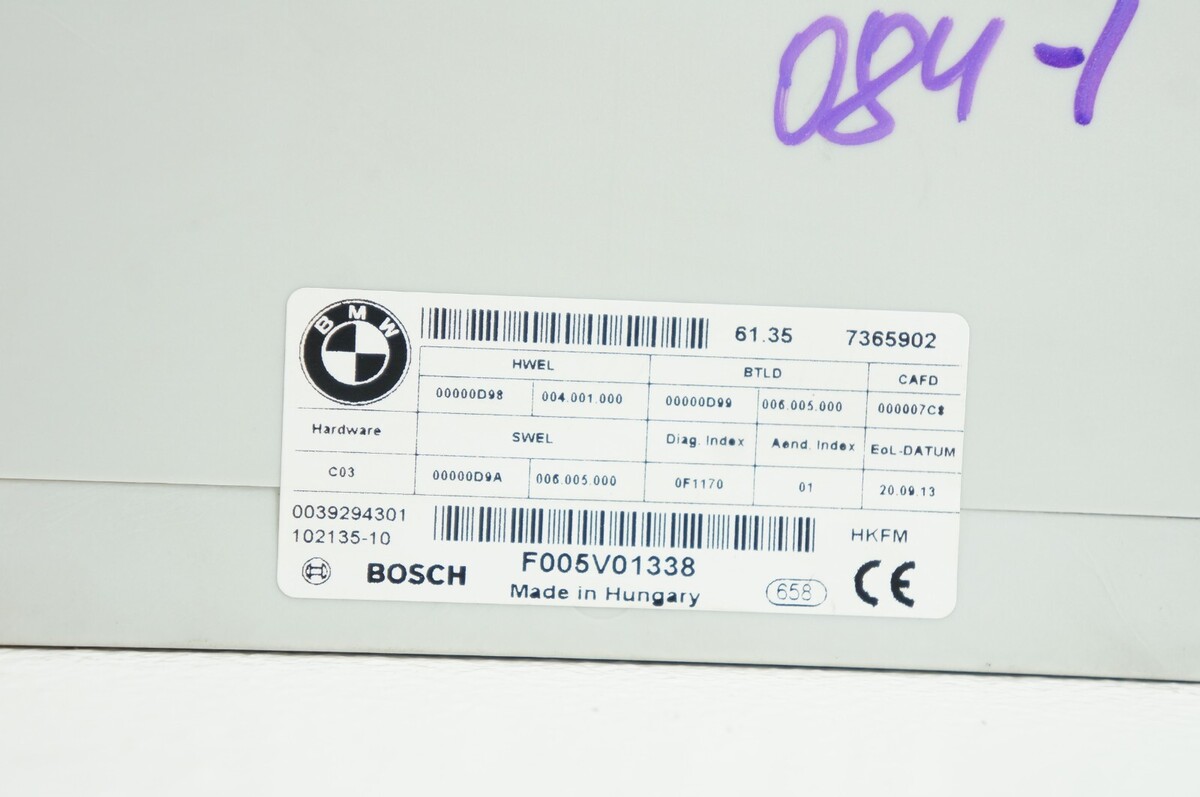 084-1
BMW
61.35 7365902
HWEL BTLD CAFD
00000D98 004.001.000 00000D99 006.005.000 000007C8
Hardware SWEL Diag. Index Aend. Index EoL-DATUM
C03 00000D9A 006.005.000 0F1170 01 20.09.13
0039294301
102135-10 HKFM
BOSCH F005V01338
Made in Hungary 658 CE